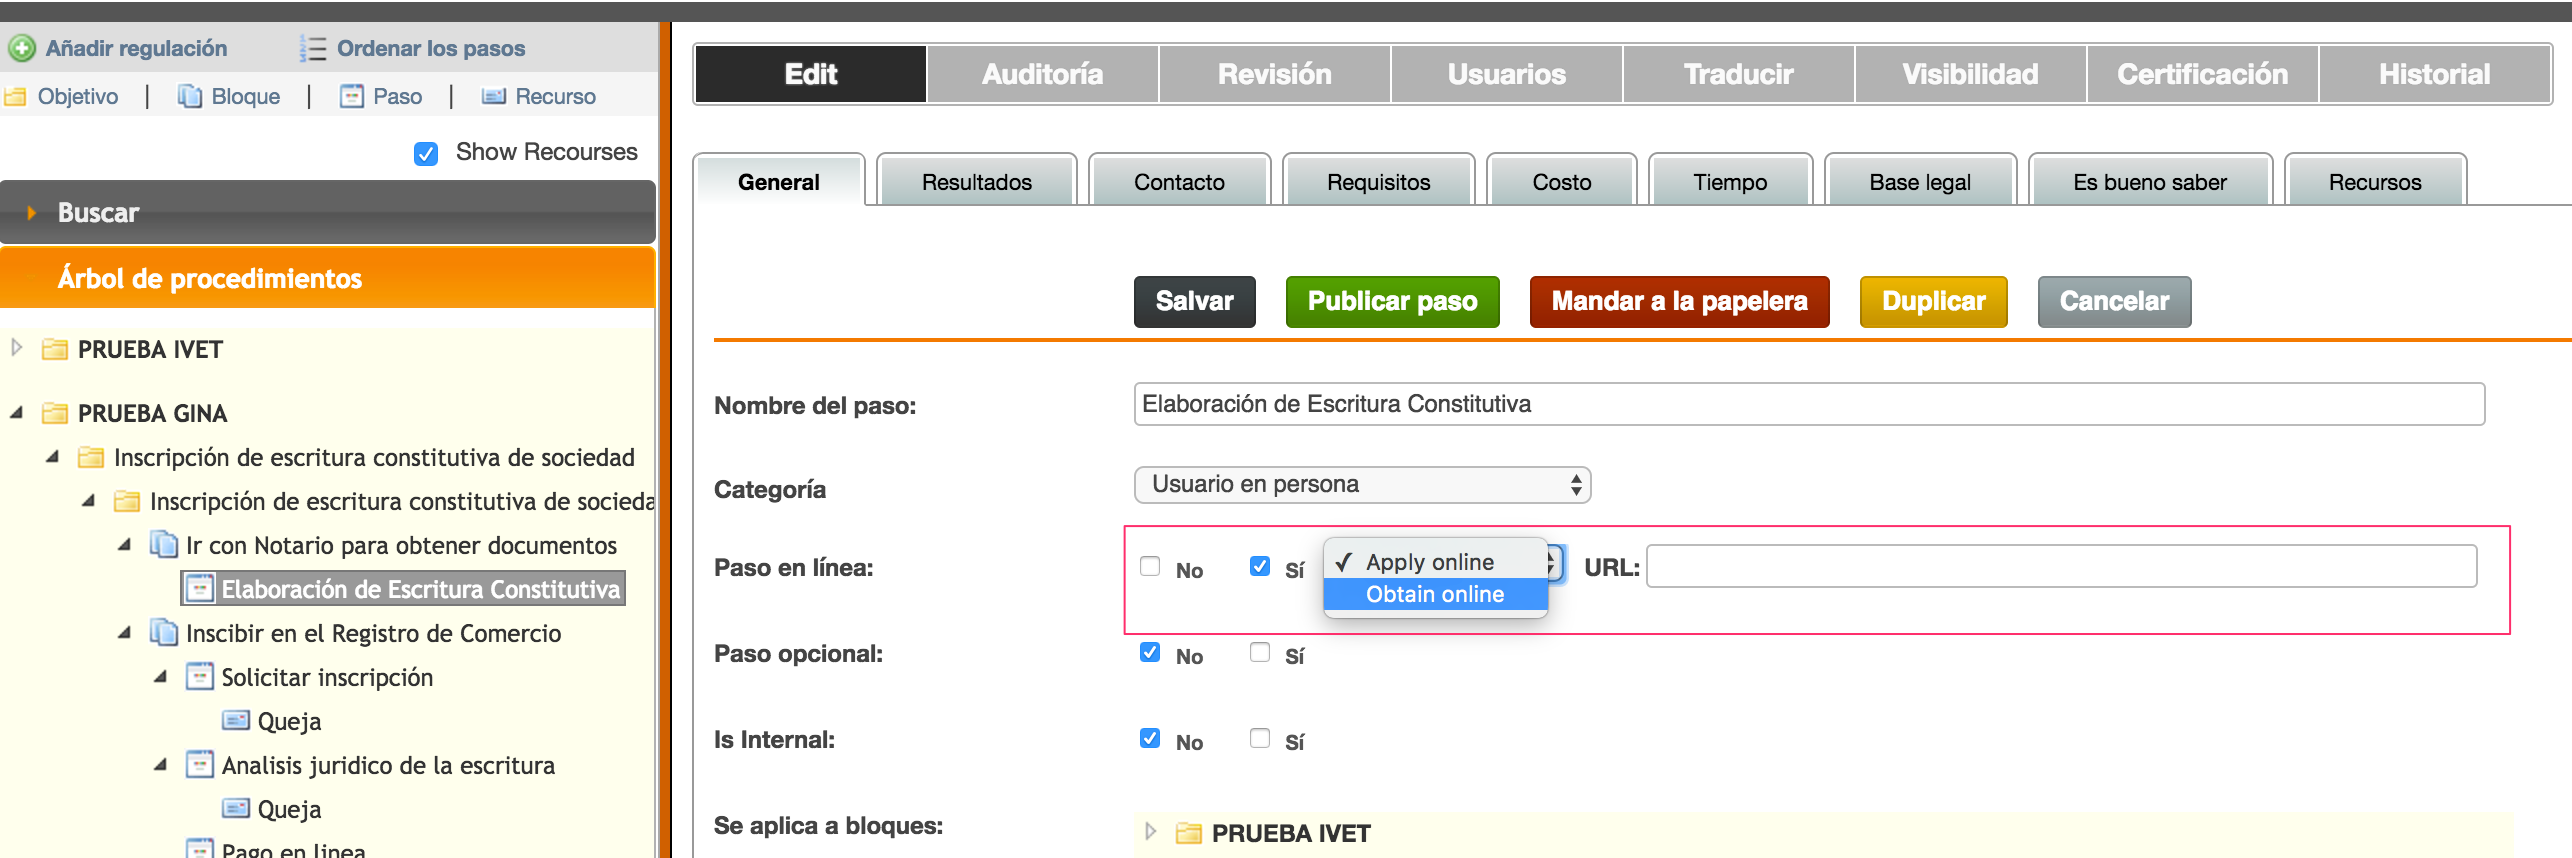 Añadir regulación
Ordenar los pasos
Objetivo | Bloque | Paso | Recurso
Show Recourses
Buscar
Árbol de procedimientos
PRUEBA IVET
PRUEBA GINA
Inscripción de escritura constitutiva de sociedad
Inscripción de escritura constitutiva de socieda
Ir con Notario para obtener documentos
Elaboración de Escritura Constitutiva
Inscibir en el Registro de Comercio
Solicitar inscripción
Queja
Analisis juridico de la escritura
Queja
Pago en linea
Edit
Auditoría
Revisión
Usuarios
Traducir
Visibilidad
Certificación
Historial
General
Resultados
Contacto
Requisitos
Costo
Tiempo
Base legal
Es bueno saber
Recursos
Salvar
Publicar paso
Mandar a la papelera
Duplicar
Cancelar
Nombre del paso: Elaboración de Escritura Constitutiva
Categoría Usuario en persona
Paso en línea: No Sí Apply online URL:
Obtain online
Paso opcional: No Sí
Is Internal: No Sí
Se aplica a bloques: PRUEBA IVET